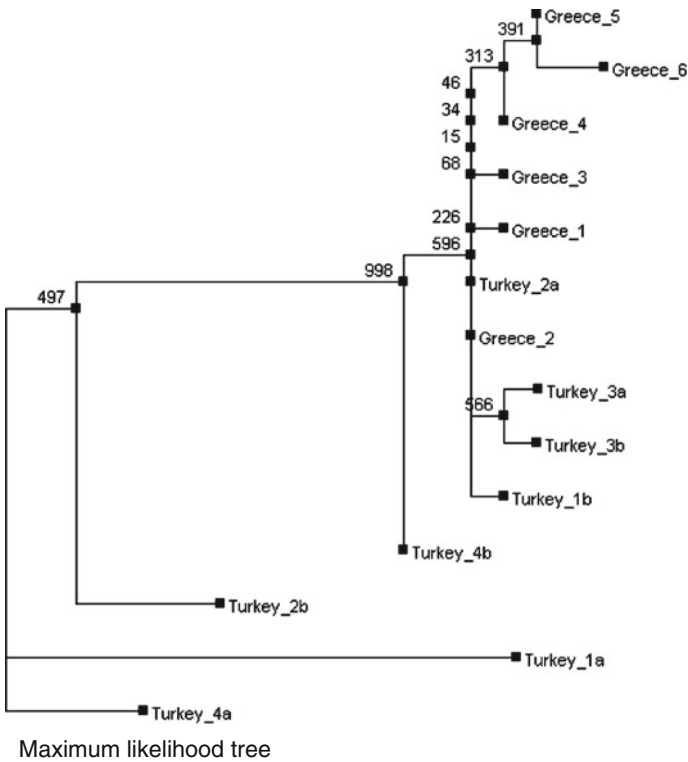 Greece_5
391
313
Greece_6
46
34
Greece_4
15
68
Greece_3
226
Greece_1
596
998
Turkey_2a
497
Greece_2
Turkey_3a
566
Turkey_3b
Turkey_1b
Turkey_4b
Turkey_2b
Turkey_1a
Turkey_4a
Maximum likelihood tree